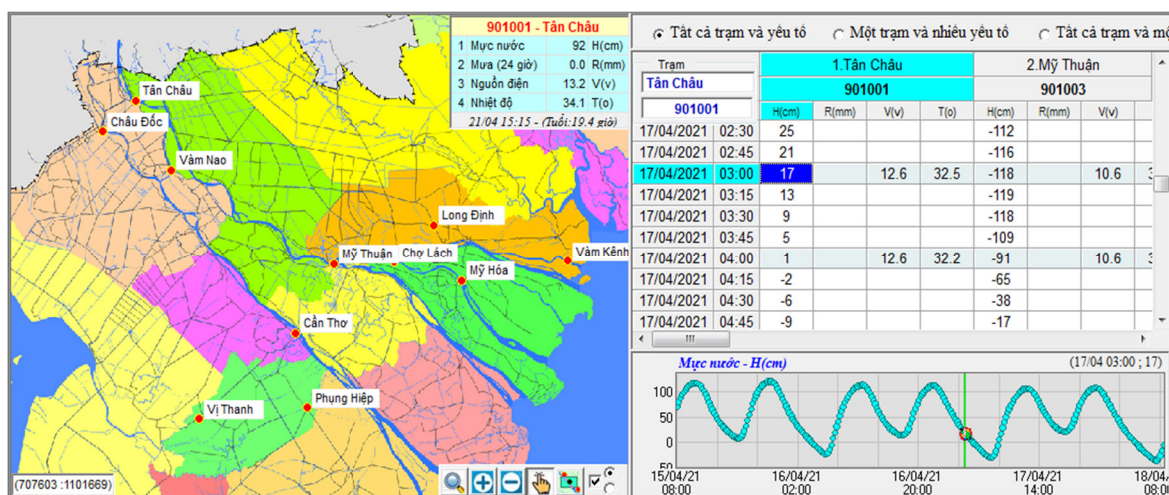 901001 - Tân Châu
1 Mực nước 92 H(cm)
2 Mưa (24 giờ) 0.0 R(mm)
3 Nguồn điện 13.2 V(v)
4 Nhiệt độ 34.1 T(o)
21/04 15:15 - (Tuổi:19.4 giờ)
Tân Châu
Châu Đốc
Vàm Nao
Long Định
Mỹ Thuận
Chợ Lách
Vàm Kênh
Mỹ Hóa
Cần Thơ
Phụng Hiệp
Vị Thanh
(707603 :1101669)
Tất cả trạm và yếu tố Một trạm và nhiều yếu tố Tất cả trạm và mộ
Trạm 1.Tân Châu 2.Mỹ Thuận
Tân Châu 901001 901003
901001 H(cm) R(mm) V(v) T(o) H(cm) R(mm) V(v)
17/04/2021 02:30 25 -112
17/04/2021 02:45 21 -116
17/04/2021 03:00 17 12.6 32.5 -118 10.6
17/04/2021 03:15 13 -119
17/04/2021 03:30 9 -118
17/04/2021 03:45 5 -109
17/04/2021 04:00 1 12.6 32.2 -91 10.6
17/04/2021 04:15 -2 -65
17/04/2021 04:30 -6 -38
17/04/2021 04:45 -9 -17
Mực nước - H(cm) (17/04 03:00 ; 17)
100
50
0
50
15/04/21 16/04/21 16/04/21 17/04/21 18/04/
08:00 02:00 20:00 14:00 08:00